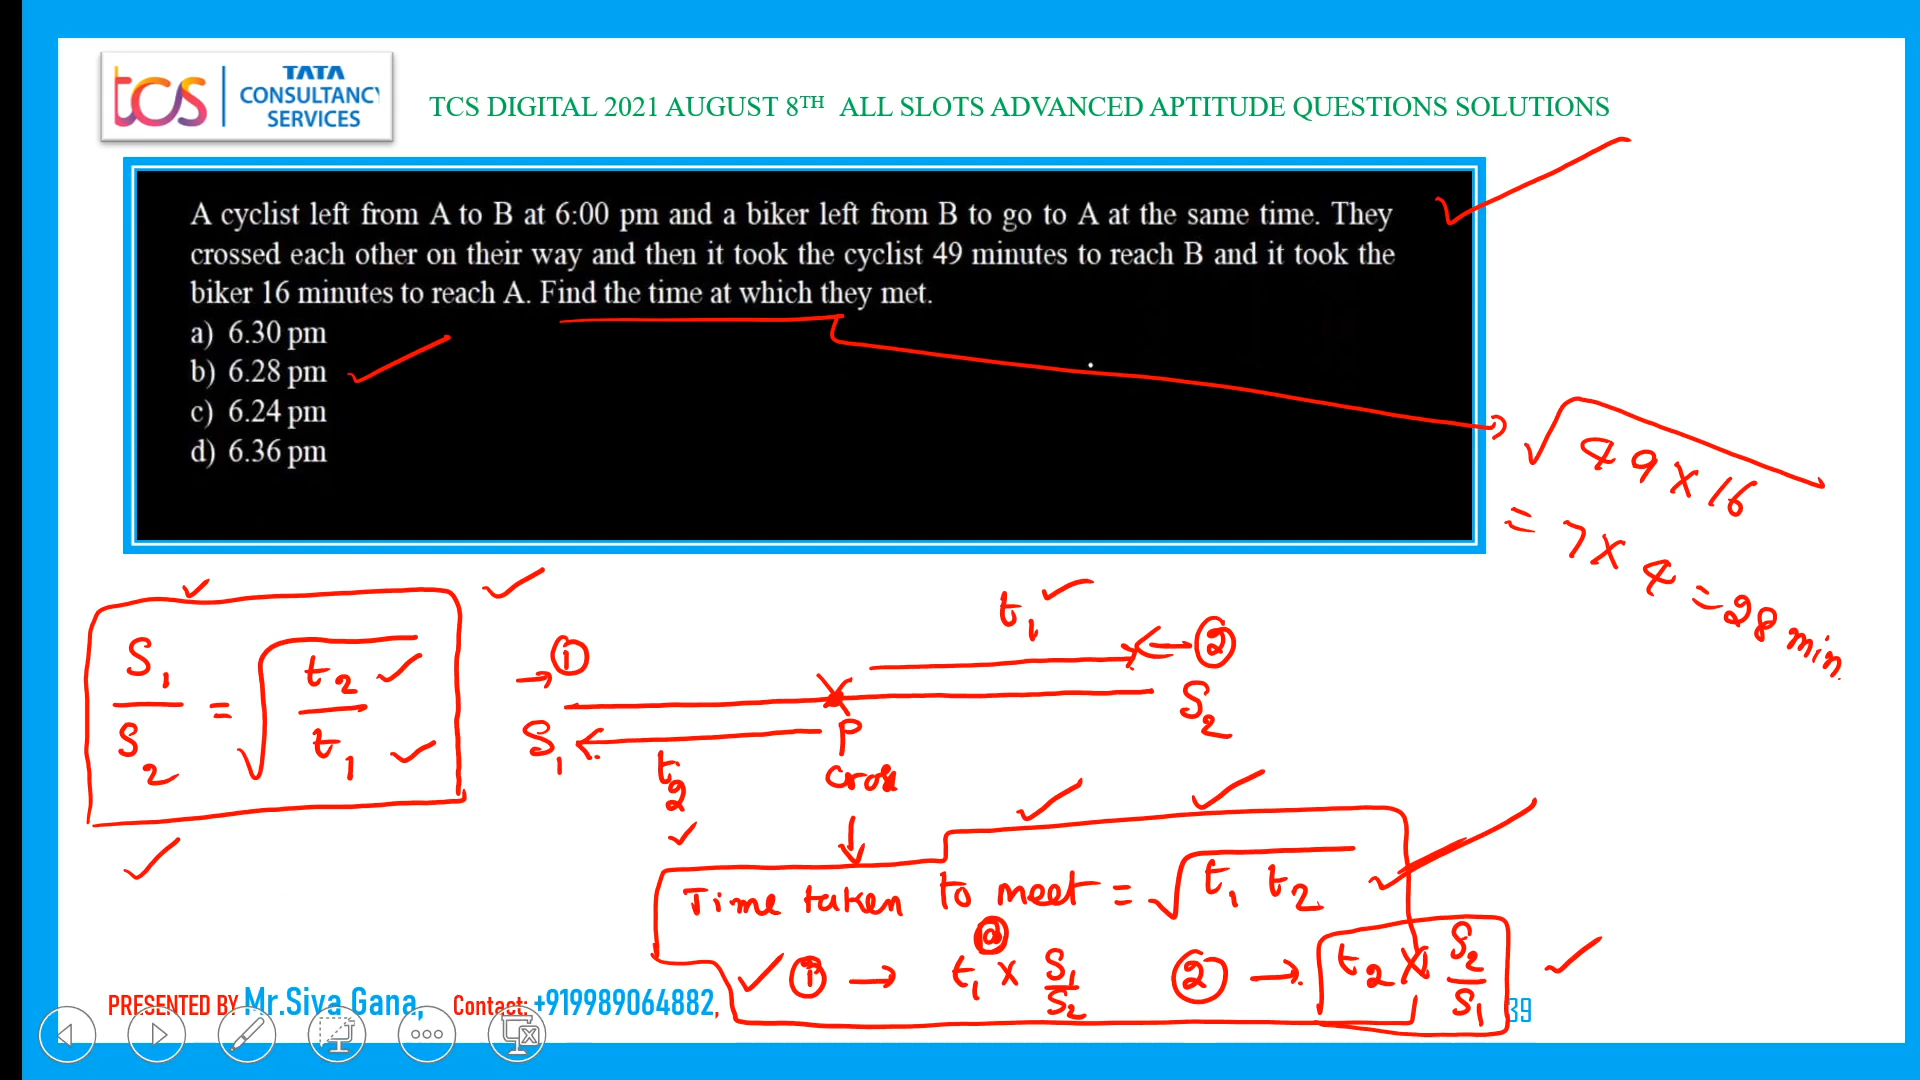 tcs TATA CONSULTANCY SERVICES
TCS DIGITAL 2021 AUGUST 8TH ALL SLOTS ADVANCED APTITUDE QUESTIONS SOLUTIONS
A cyclist left from A to B at 6:00 pm and a biker left from B to go to A at the same time. They
crossed each other on their way and then it took the cyclist 49 minutes to reach B and it took the
biker 16 minutes to reach A. Find the time at which they met.
a) 6.30 pm
b) 6.28 pm
c) 6.24 pm
d) 6.36 pm
√49×16
= 7×4 = 28 min.
S1/S2 = √t2/t1
t1
① ②
S1 S2
P
t2
Time taken to meet = √t1 t2
① → t1 × S1/S2 ② → t2 × S2/S1
PRESENTED BY Mr.Siva Gana, Contact: +919989064882,
39